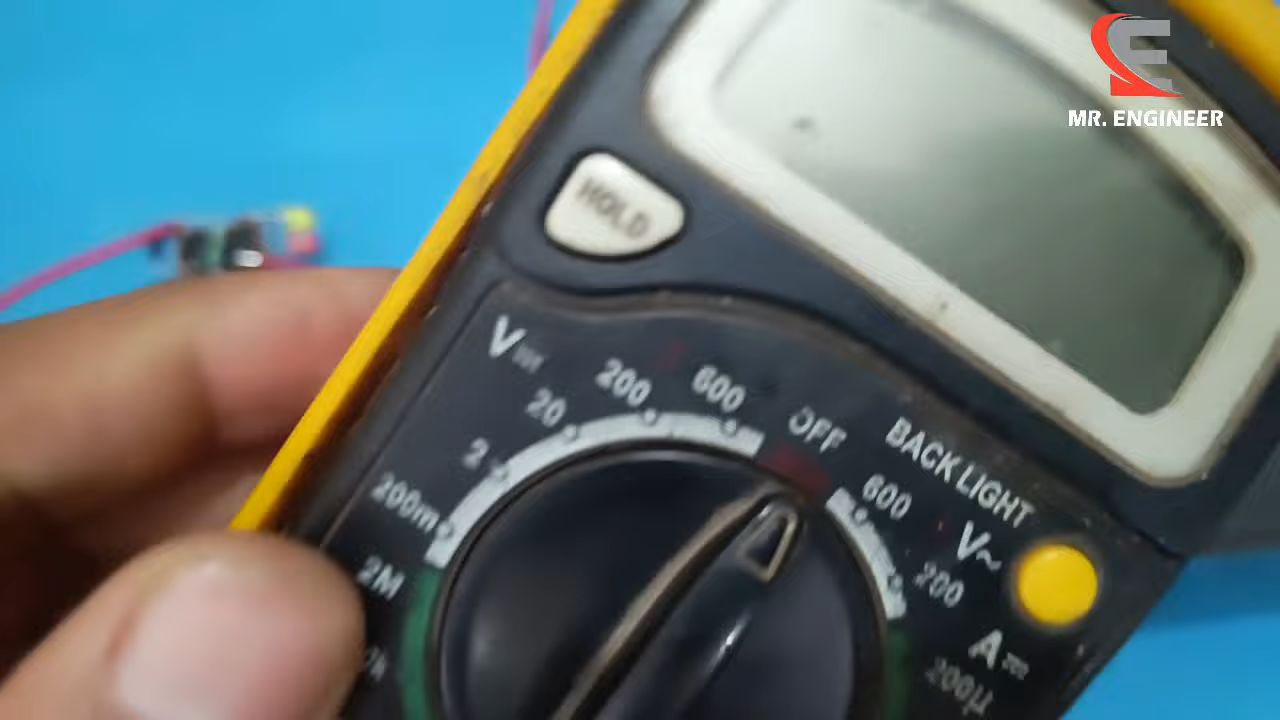 MR. ENGINEER
HOLD
V
200
600
OFF
BACK LIGHT
20
600
2
V~
200m
200
2M
A
200μ